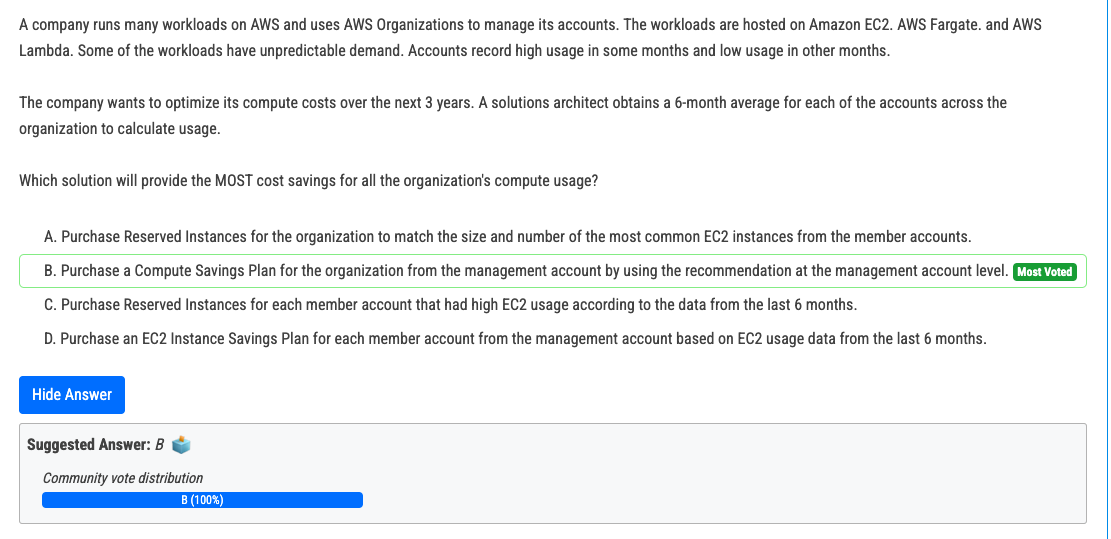 A company runs many workloads on AWS and uses AWS Organizations to manage its accounts. The workloads are hosted on Amazon EC2. AWS Fargate. and AWS
Lambda. Some of the workloads have unpredictable demand. Accounts record high usage in some months and low usage in other months.
The company wants to optimize its compute costs over the next 3 years. A solutions architect obtains a 6-month average for each of the accounts across the
organization to calculate usage.
Which solution will provide the MOST cost savings for all the organization's compute usage?
A. Purchase Reserved Instances for the organization to match the size and number of the most common EC2 instances from the member accounts.
B. Purchase a Compute Savings Plan for the organization from the management account by using the recommendation at the management account level. Most Voted
C. Purchase Reserved Instances for each member account that had high EC2 usage according to the data from the last 6 months.
D. Purchase an EC2 Instance Savings Plan for each member account from the management account based on EC2 usage data from the last 6 months.
Hide Answer
Suggested Answer: B
Community vote distribution
B (100%)